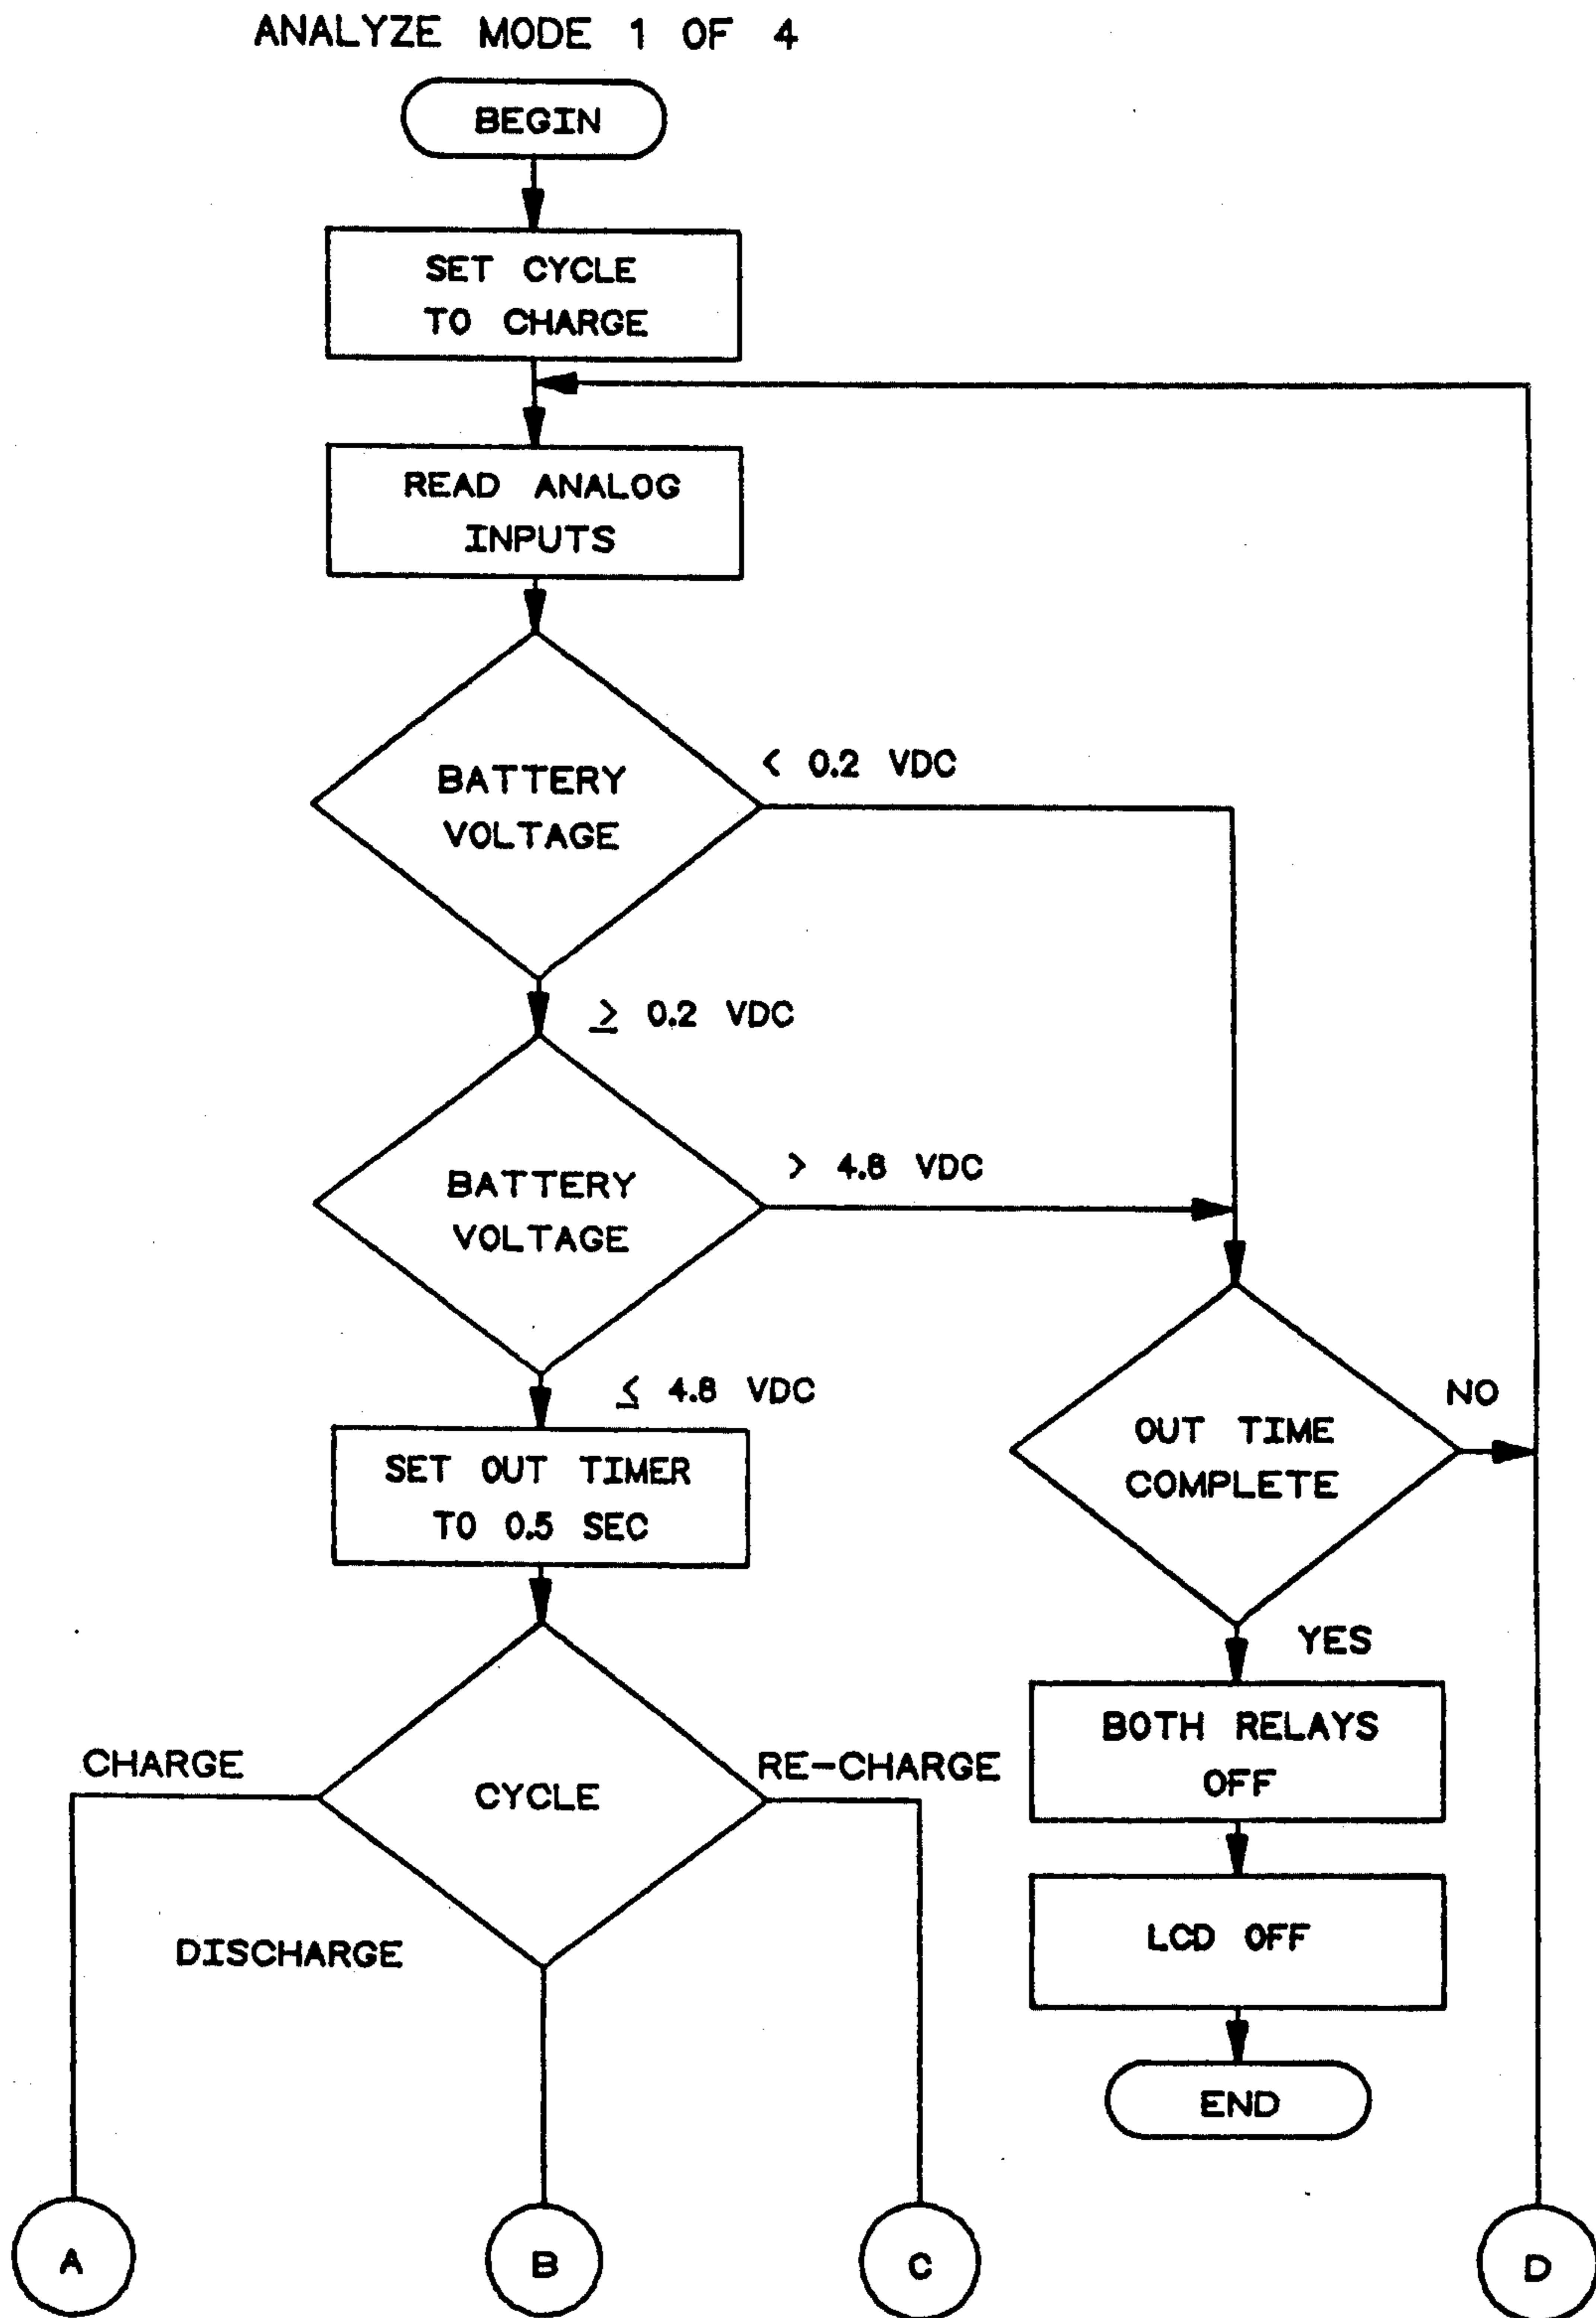 ANALYZE MODE 1 OF 4
BEGIN
SET CYCLE
TO CHARGE
READ ANALOG
INPUTS
BATTERY
VOLTAGE
< 0.2 VDC
≥ 0.2 VDC
BATTERY
VOLTAGE
> 4.8 VDC
≤ 4.8 VDC
SET OUT TIMER
TO 0.5 SEC
OUT TIME
COMPLETE
NO
YES
BOTH RELAYS
OFF
LCD OFF
END
CYCLE
CHARGE
RE-CHARGE
DISCHARGE
A
B
C
D